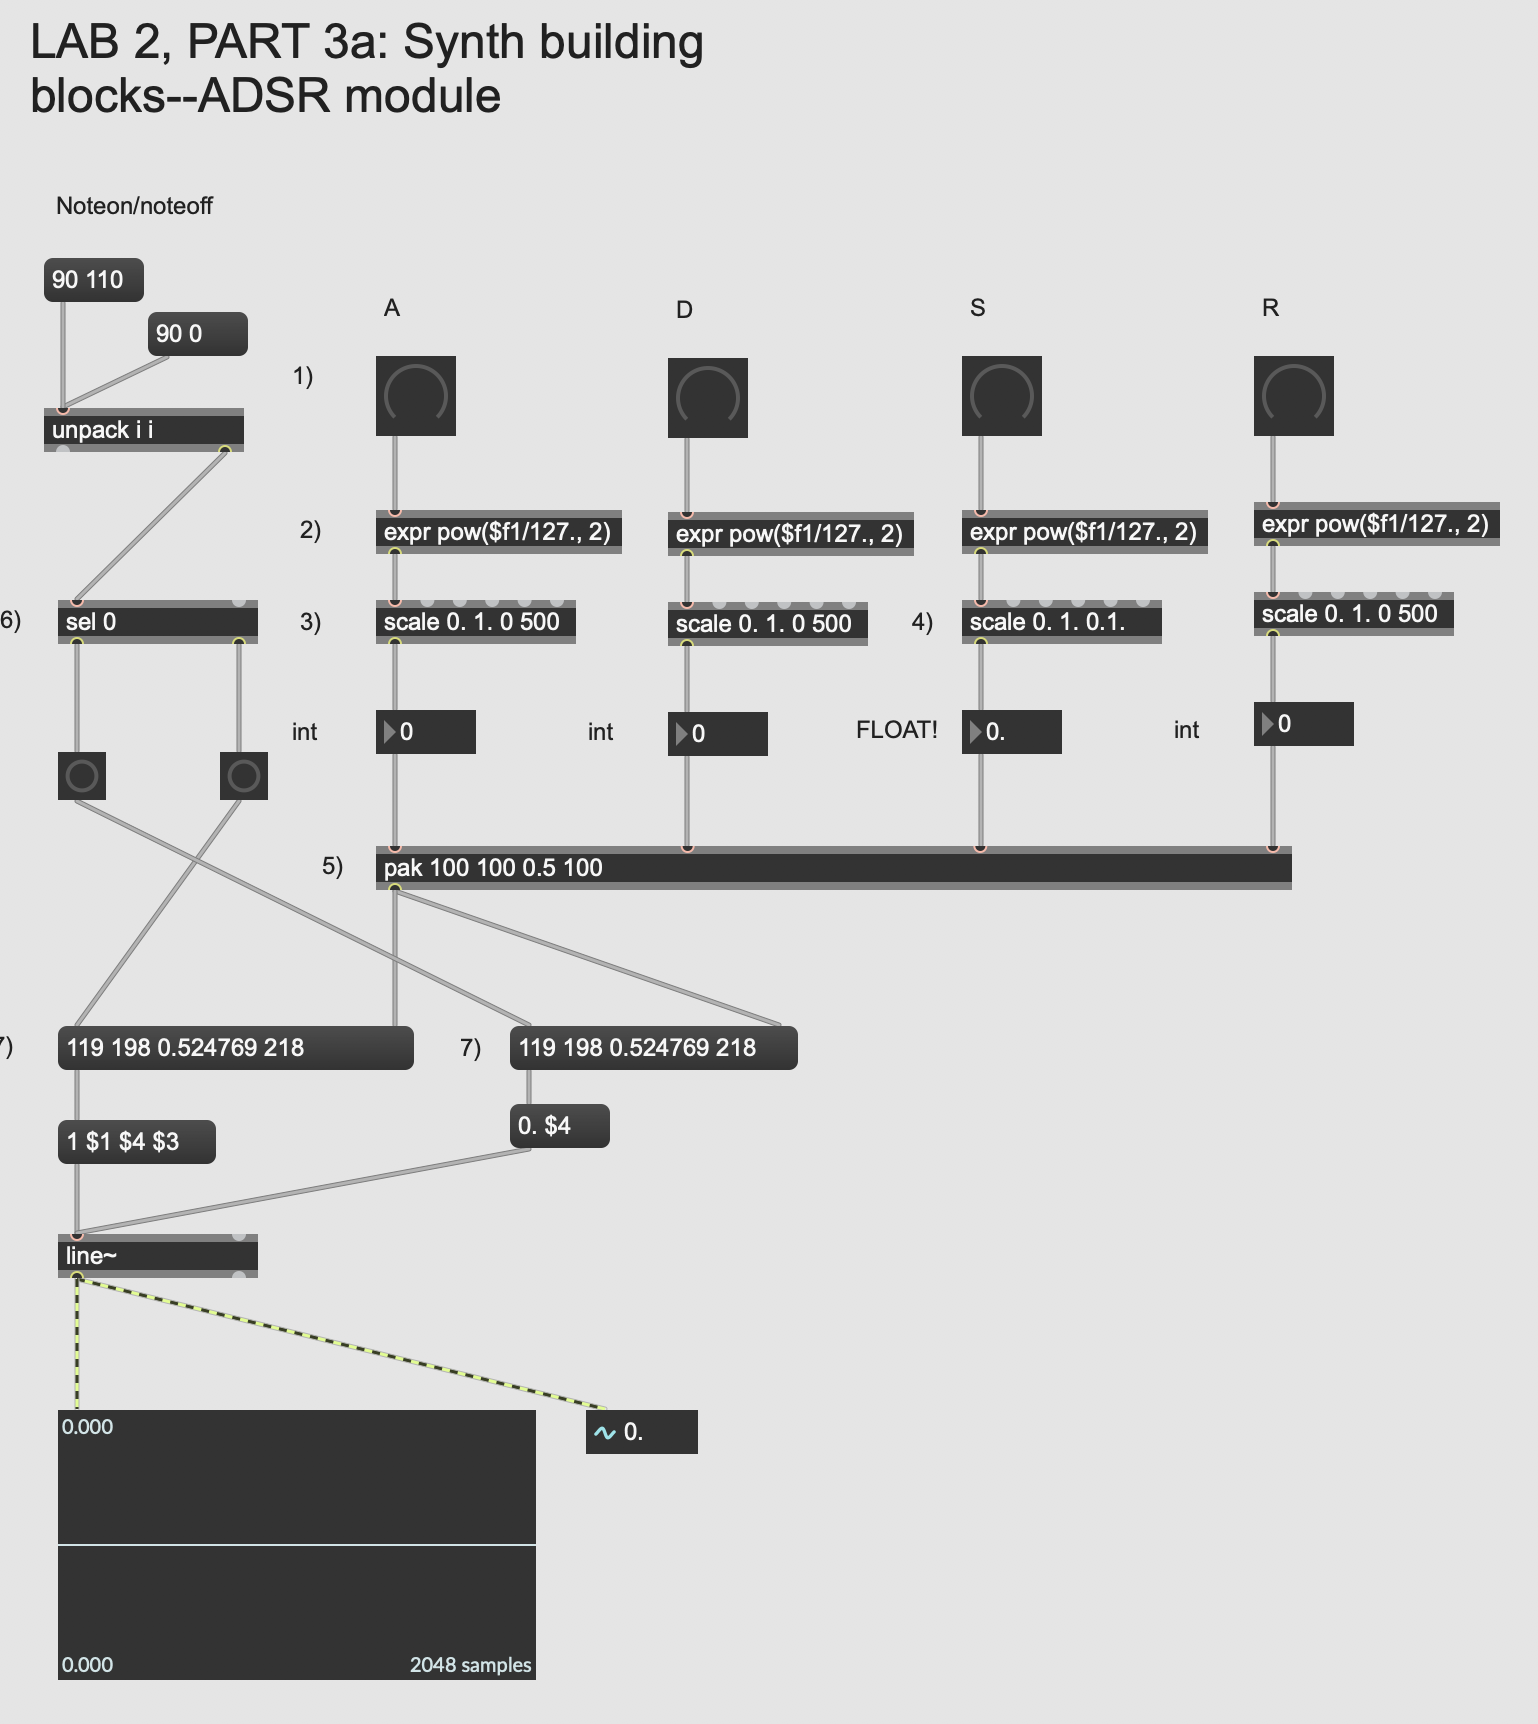 LAB 2, PART 3a: Synth building
blocks--ADSR module
Noteon/noteoff
90 110
90 0
unpack i i
A
D
S
R
1)
2)
expr pow($f1/127., 2)
expr pow($f1/127., 2)
expr pow($f1/127., 2)
expr pow($f1/127., 2)
6)
sel 0
3)
scale 0. 1. 0 500
scale 0. 1. 0 500
4)
scale 0. 1. 0.1.
scale 0. 1. 0 500
int
0
int
0
FLOAT!
0.
int
0
5)
pak 100 100 0.5 100
7)
119 198 0.524769 218
7)
119 198 0.524769 218
1 $1 $4 $3
0. $4
line~
0.000
0.
0.000
2048 samples